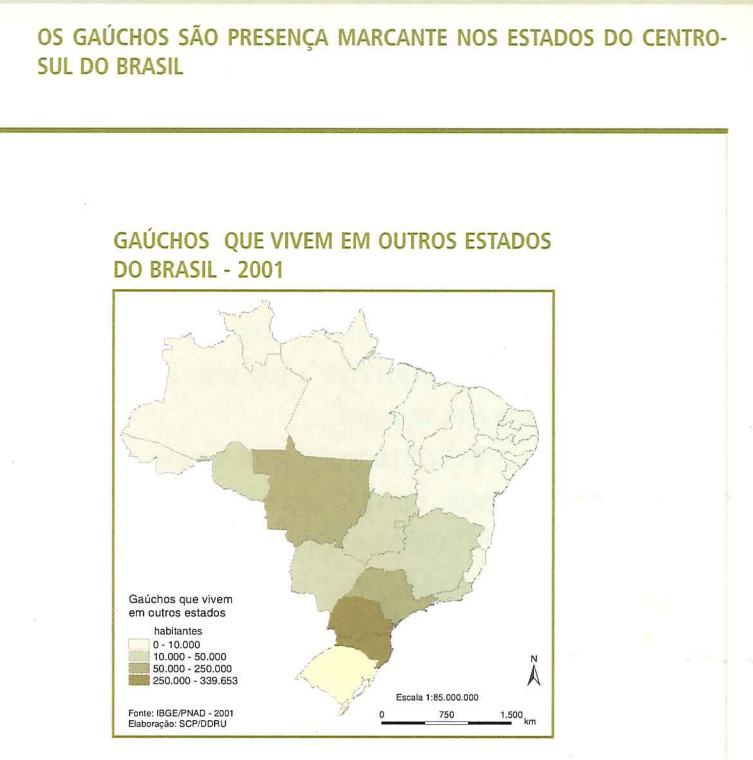 OS GAÚCHOS SÃO PRESENÇA MARCANTE NOS ESTADOS DO CENTRO-
SUL DO BRASIL
GAÚCHOS QUE VIVEM EM OUTROS ESTADOS
DO BRASIL - 2001
Gaúchos que vivem
em outros estados
habitantes
0 - 10.000
10.000 - 50.000
50.000 - 250.000
250.000 - 339.653
Fonte: IBGE/PNAD - 2001
Elaboração: SCP/DDRU
N
Escala 1:85.000.000
0 750 1.500 km